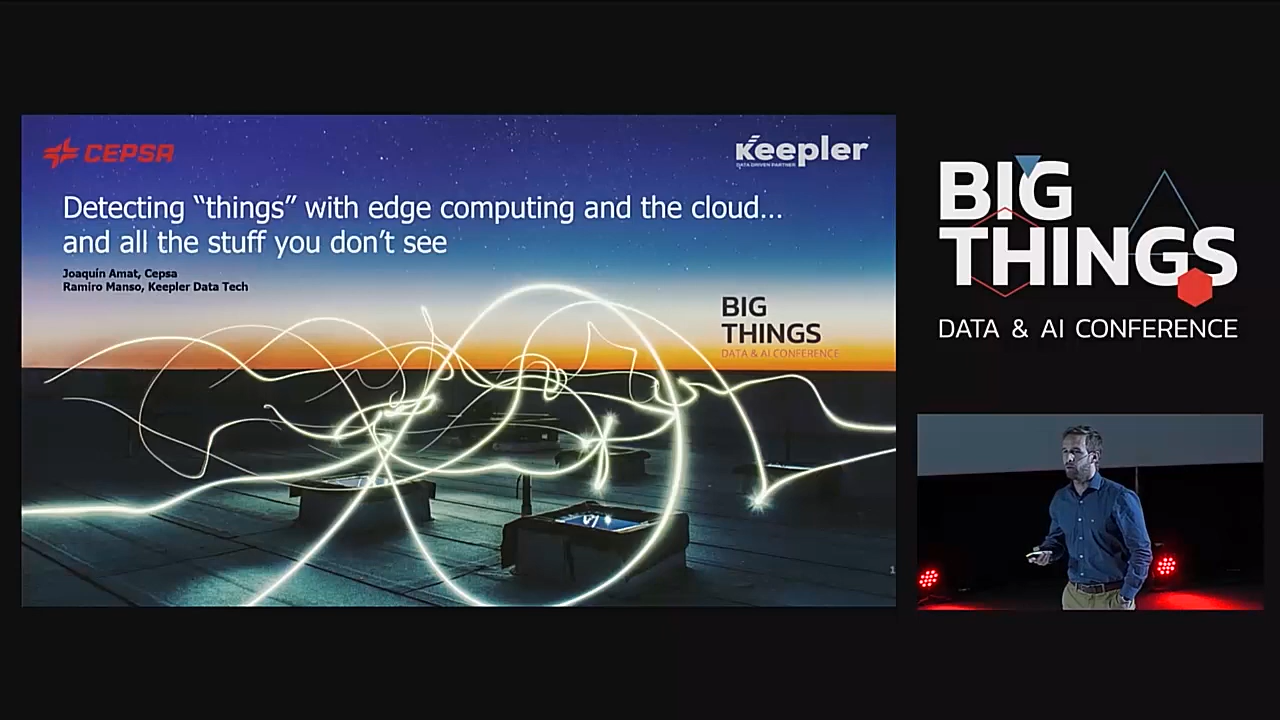 CEPSA
Keepler
DATA DRIVEN PARTNER
Detecting “things” with edge computing and the cloud...
and all the stuff you don’t see
Joaquín Amat, Cepsa
Ramiro Manso, Keepler Data Tech
BIG
THINGS
DATA & AI CONFERENCE
1
BIG
THINGS
DATA & AI CONFERENCE